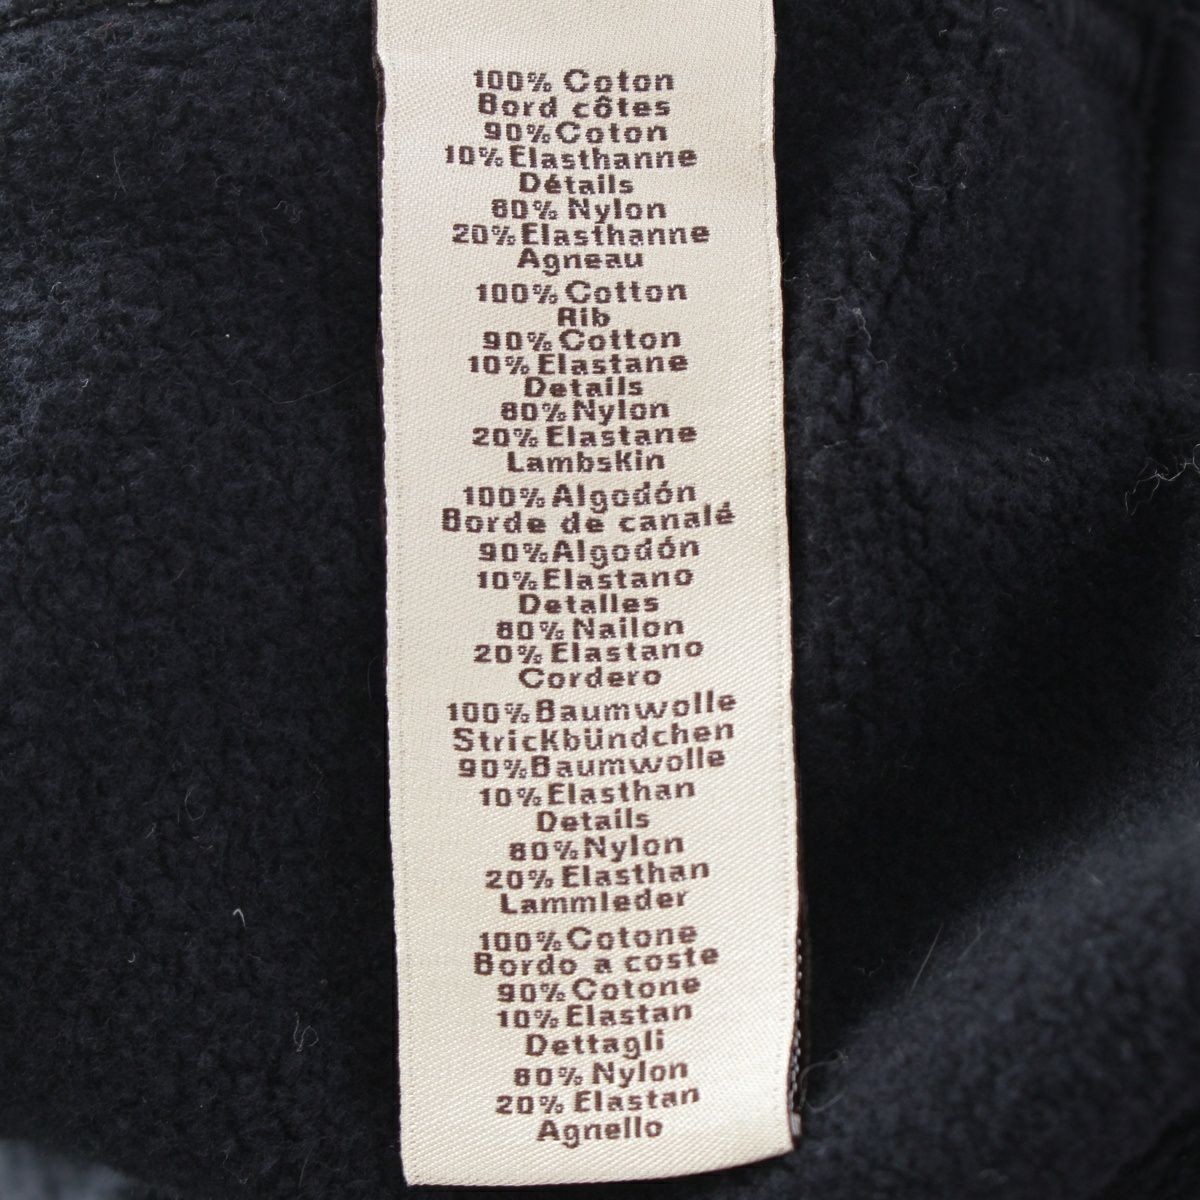 100% Coton
Bord côtes
90% Coton
10% Elasthanne
Détails
80% Nylon
20% Elasthanne
Agneau
100% Cotton
Rib
90% Cotton
10% Elastane
Details
80% Nylon
20% Elastane
Lambskin
100% Algodón
Borde de canalé
90% Algodón
10% Elastano
Detalles
80% Nailon
20% Elastano
Cordero
100% Baumwolle
Strickbündchen
90% Baumwolle
10% Elasthan
Details
80% Nylon
20% Elasthan
Lammleder
100% Cotone
Bordo a coste
90% Cotone
10% Elastan
Dettagli
80% Nylon
20% Elastan
Agnello